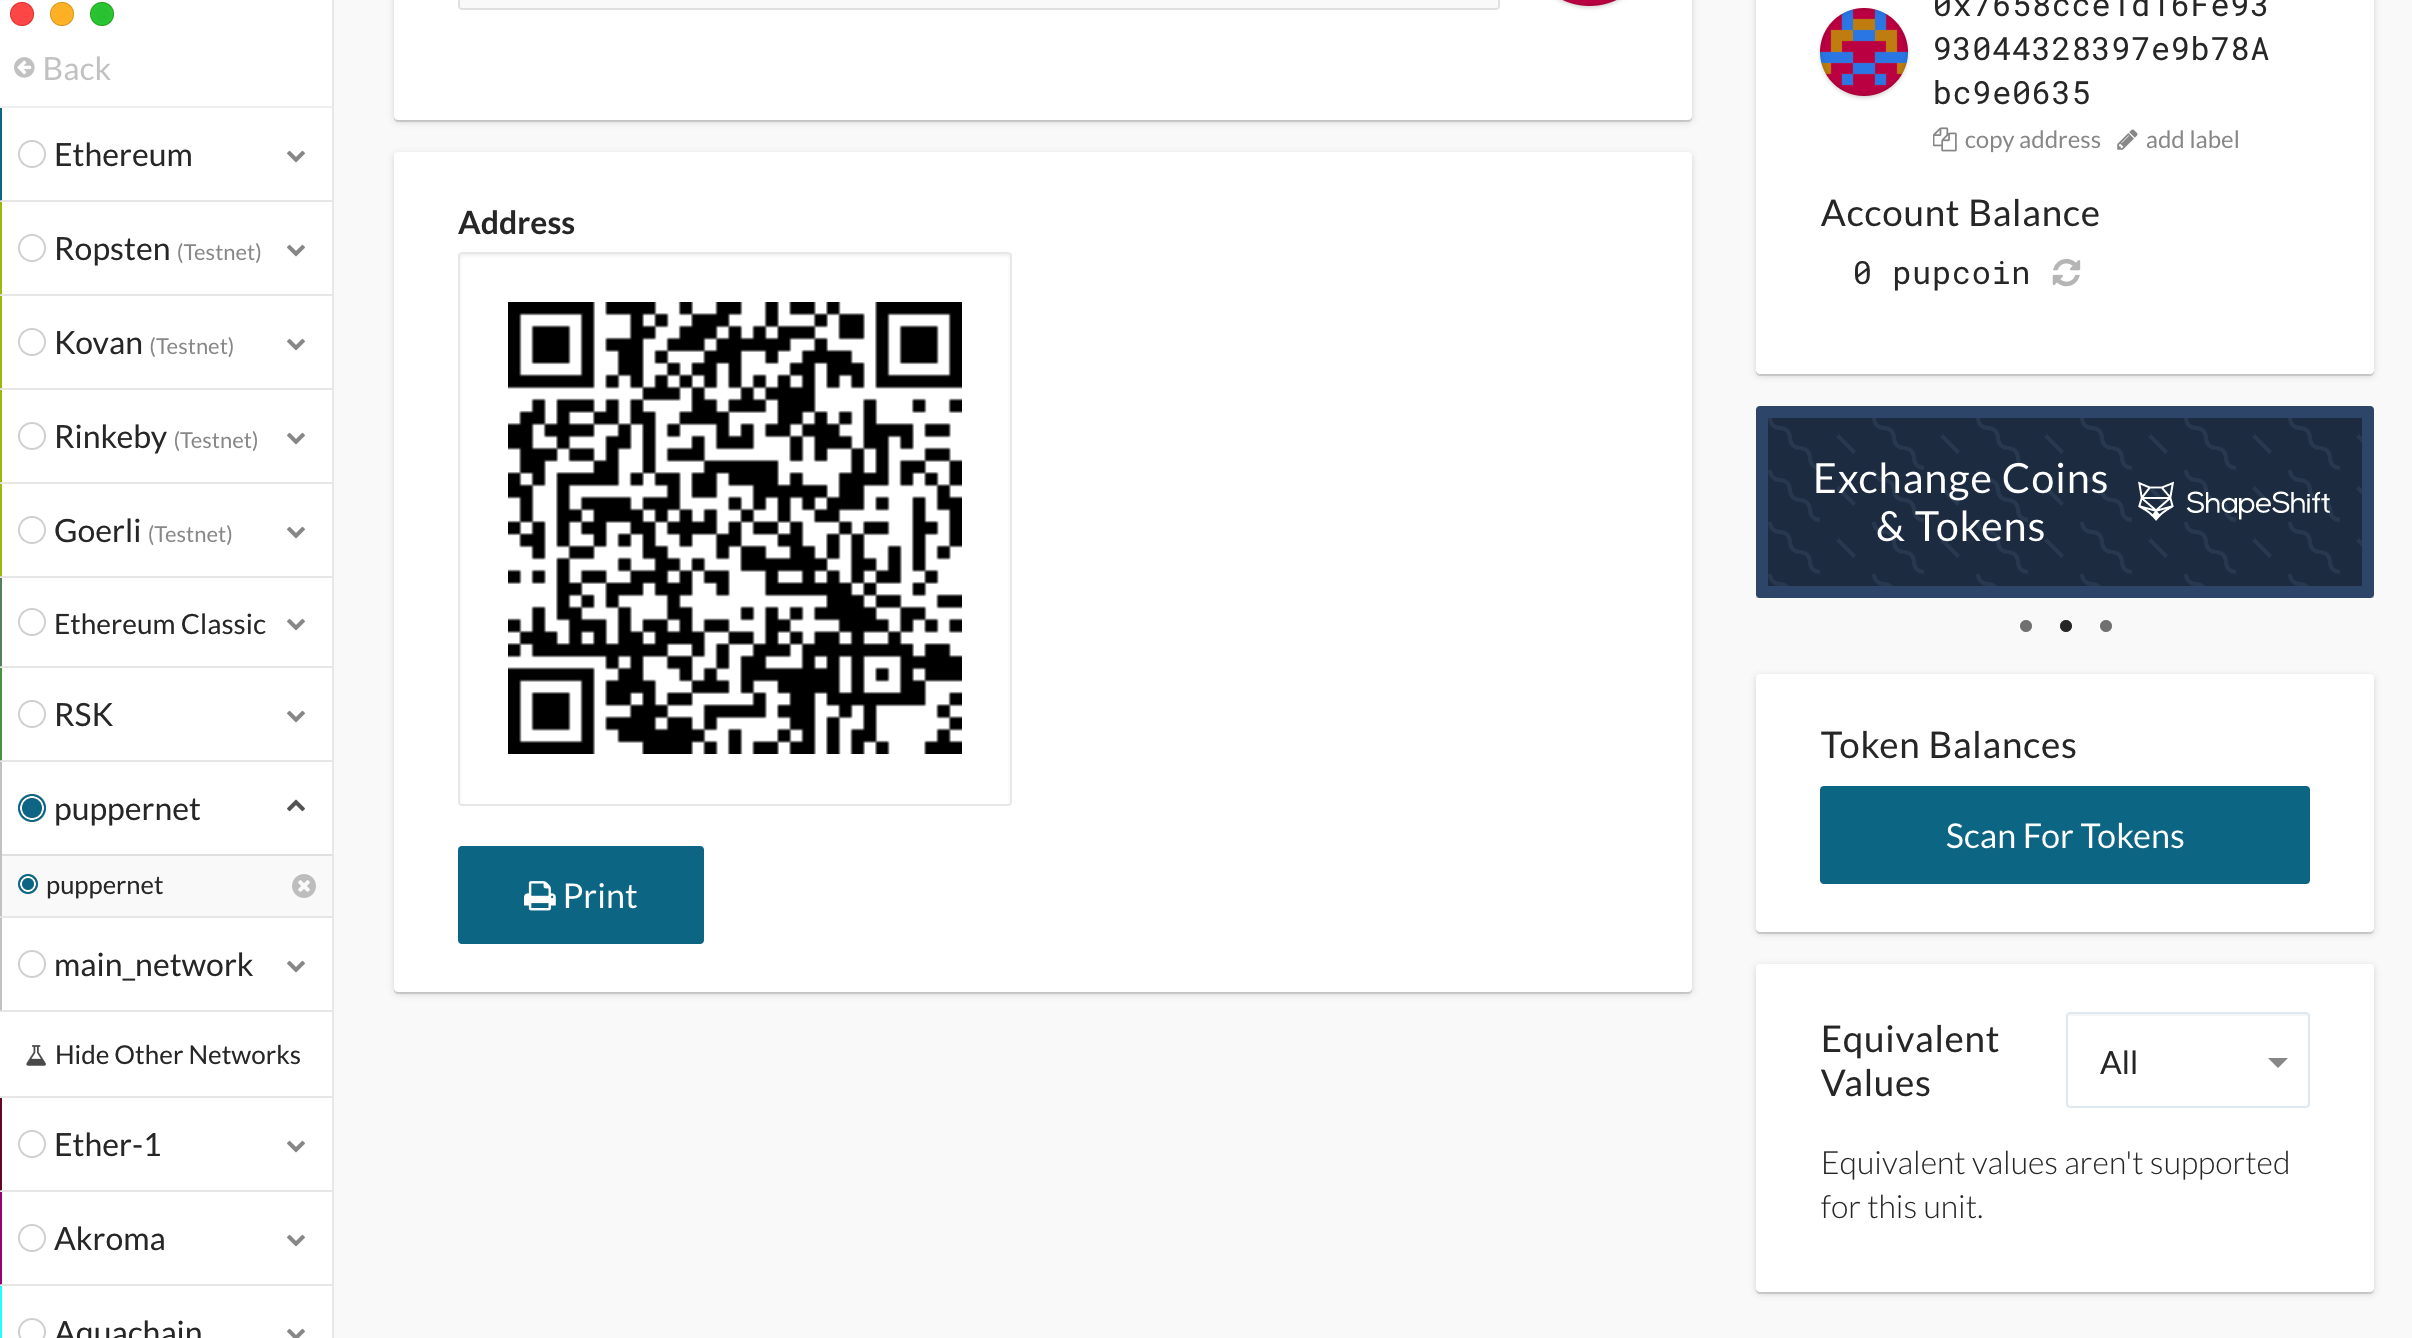 Back
Ethereum
Ropsten (Testnet)
Kovan (Testnet)
Rinkeby (Testnet)
Goerli (Testnet)
Ethereum Classic
RSK
puppernet
puppernet
main_network
Hide Other Networks
Ether-1
Akroma
Aquachain
Address
Print
0x7658cce1d16Fe93
93044328397e9b78A
bc9e0635
copy address add label
Account Balance
0 pupcoin
Exchange Coins
& Tokens
ShapeShift
Token Balances
Scan For Tokens
Equivalent
Values
All
Equivalent values aren't supported
for this unit.